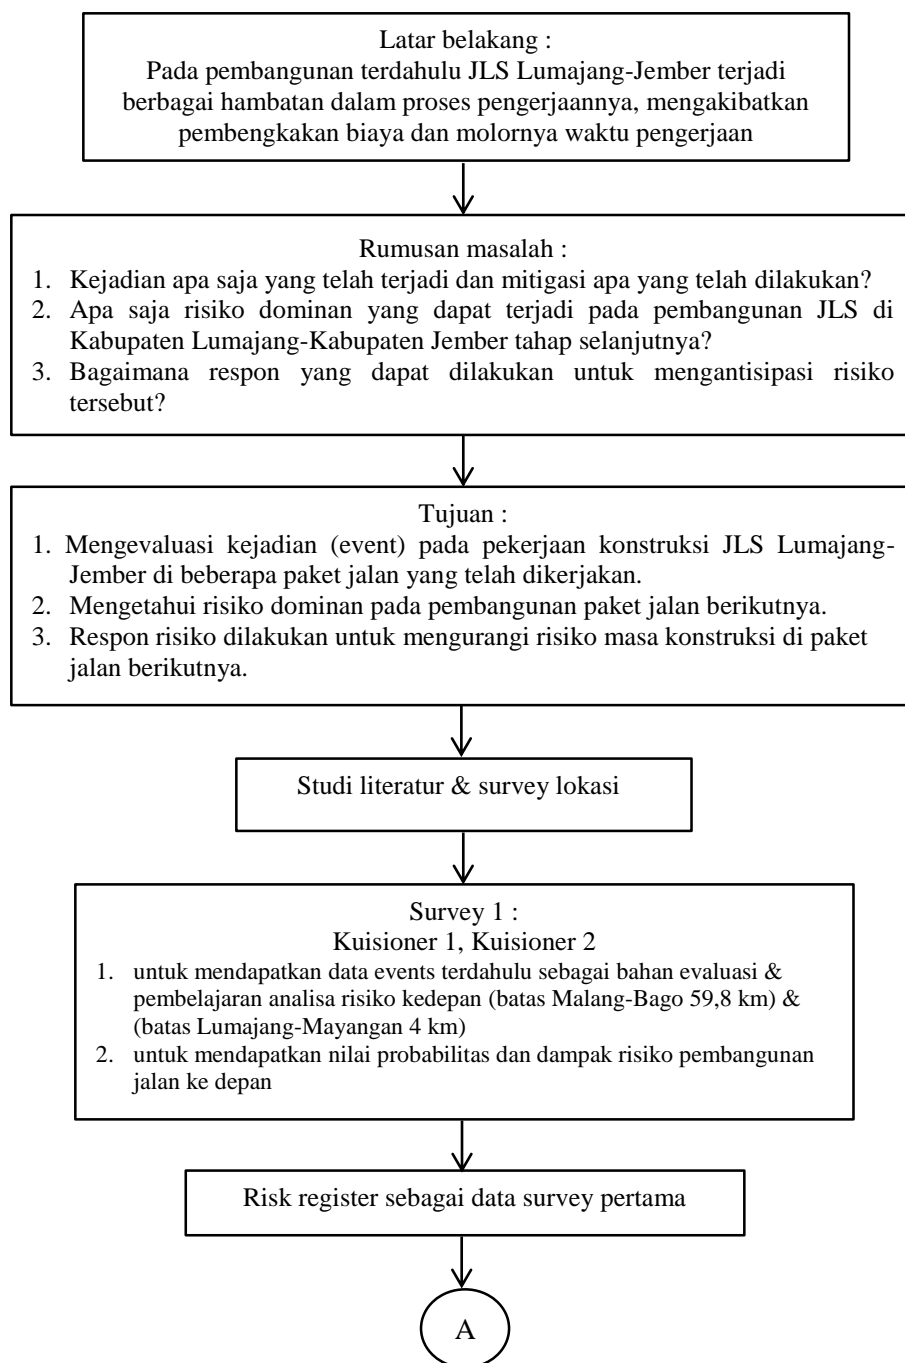 Latar belakang :
Pada pembangunan terdahulu JLS Lumajang-Jember terjadi
berbagai hambatan dalam proses pengerjaannya, mengakibatkan
pembengkakan biaya dan molornya waktu pengerjaan
Rumusan masalah :
1. Kejadian apa saja yang telah terjadi dan mitigasi apa yang telah dilakukan?
2. Apa saja risiko dominan yang dapat terjadi pada pembangunan JLS di
Kabupaten Lumajang-Kabupaten Jember tahap selanjutnya?
3. Bagaimana respon yang dapat dilakukan untuk mengantisipasi risiko
tersebut?
Tujuan :
1. Mengevaluasi kejadian (event) pada pekerjaan konstruksi JLS Lumajang-
Jember di beberapa paket jalan yang telah dikerjakan.
2. Mengetahui risiko dominan pada pembangunan paket jalan berikutnya.
3. Respon risiko dilakukan untuk mengurangi risiko masa konstruksi di paket
jalan berikutnya.
Studi literatur & survey lokasi
Survey 1 :
Kuisioner 1, Kuisioner 2
1. untuk mendapatkan data events terdahulu sebagai bahan evaluasi &
pembelajaran analisa risiko kedepan (batas Malang-Bago 59,8 km) &
(batas Lumajang-Mayangan 4 km)
2. untuk mendapatkan nilai probabilitas dan dampak risiko pembangunan
jalan ke depan
Risk register sebagai data survey pertama
A